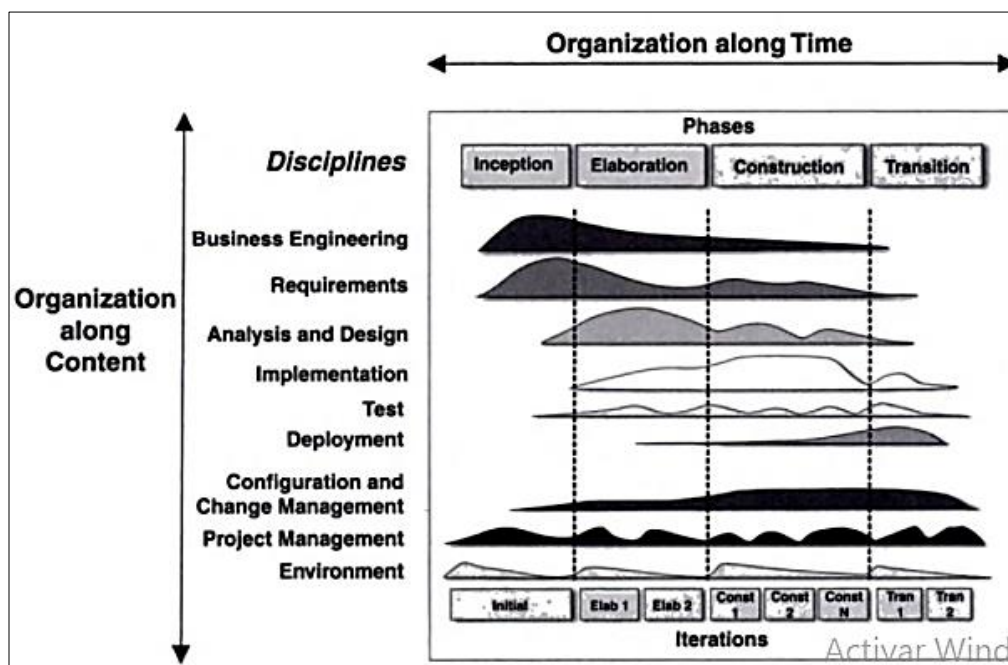 Organization along Time
Phases
Disciplines
Inception
Elaboration
Construction
Transition
Organization
along
Content
Business Engineering
Requirements
Analysis and Design
Implementation
Test
Deployment
Configuration and
Change Management
Project Management
Environment
Initial
Elab 1
Elab 2
Const
1
Const
2
Const
N
Tran
1
Tran
2
Iterations
Activar Wind